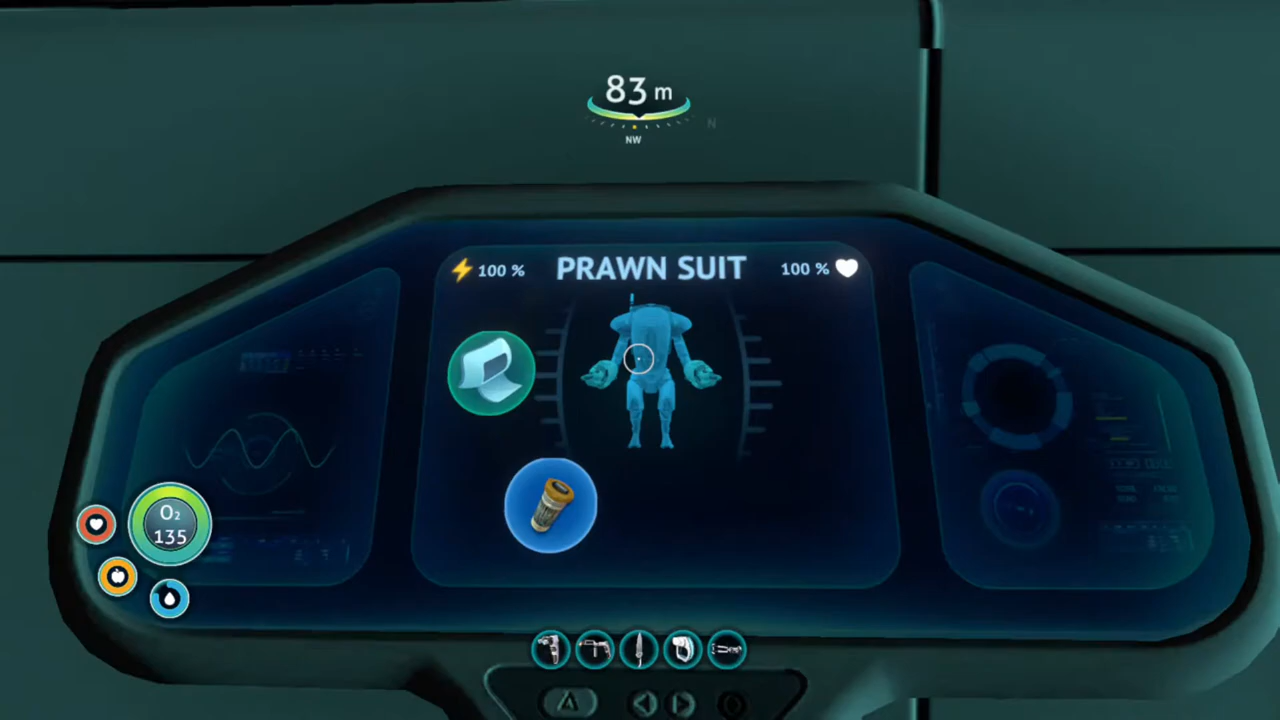 83 m
N
NW
100 %
PRAWN SUIT
100 %
O₂
135